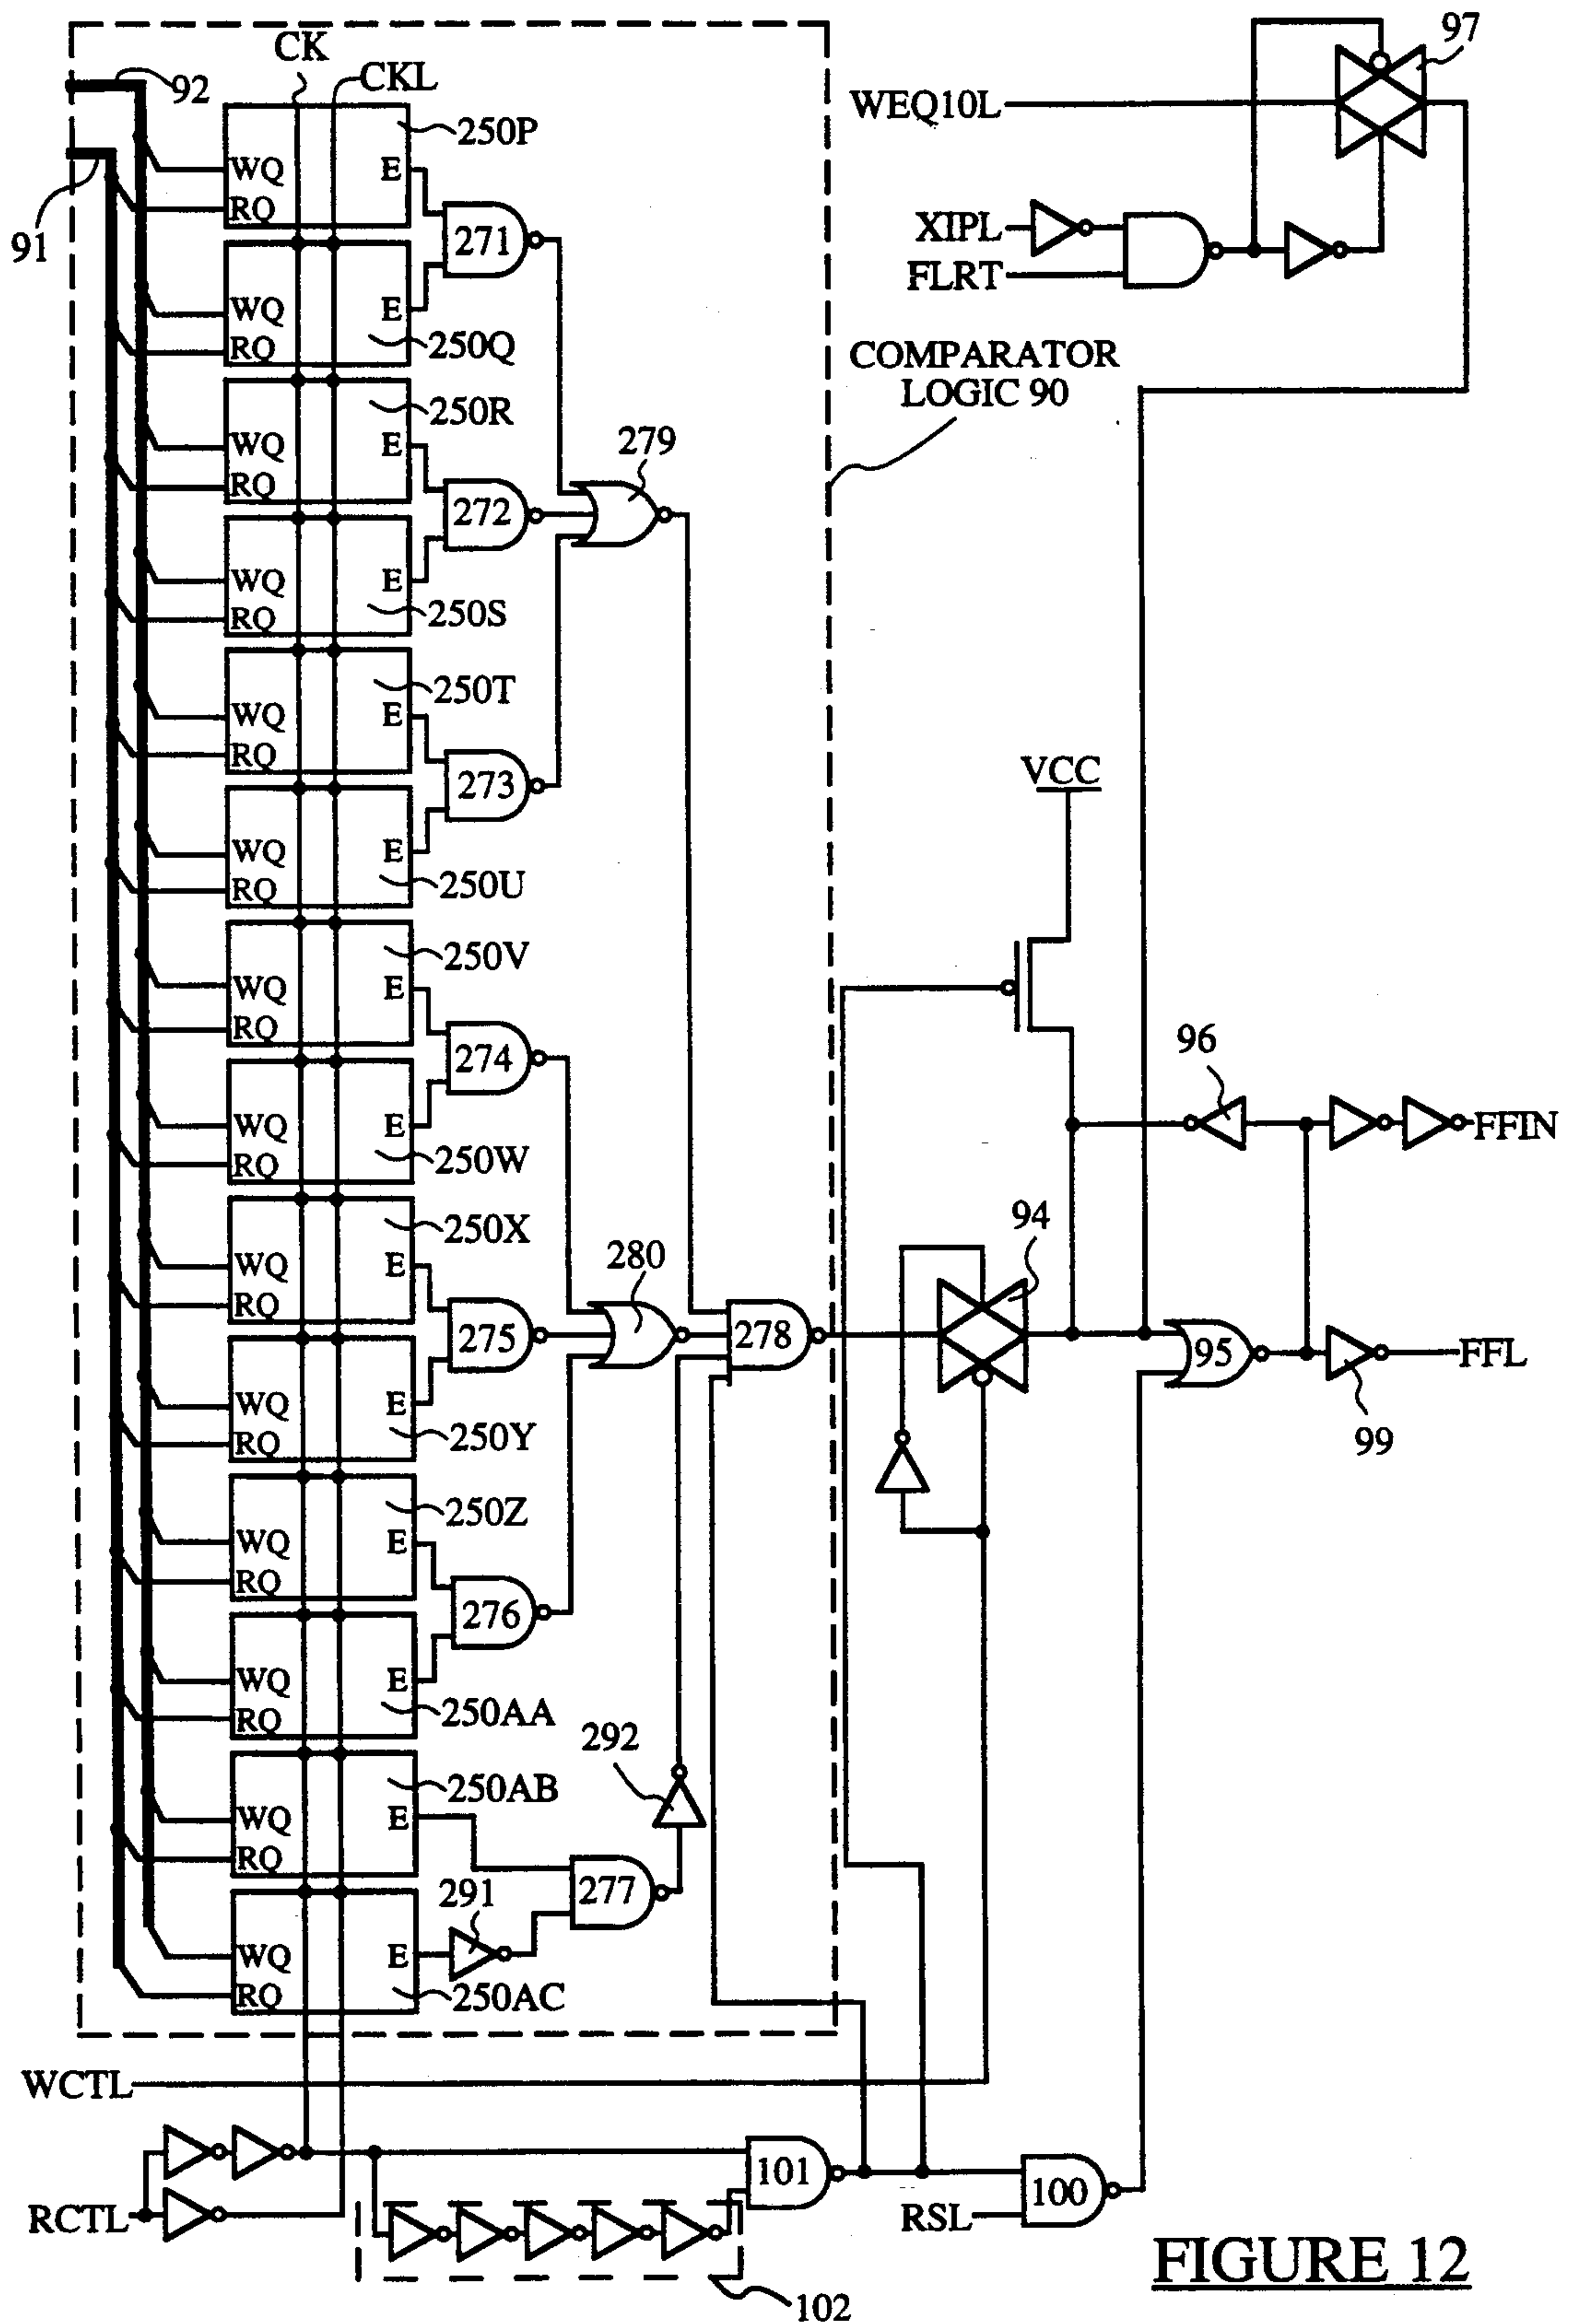 CK
CKL
92
91
97
WEQ10L
XIPL
FLRT
COMPARATOR
LOGIC 90
250P
WQ
E
RQ
271
WQ
E
RQ
250Q
250R
WQ
E
RQ
272
279
WQ
E
RQ
250S
250T
WQ
E
RQ
273
WQ
E
RQ
250U
VCC
250V
WQ
E
RQ
274
WQ
E
RQ
250W
96
FFIN
250X
WQ
E
RQ
275
280
278
94
95
FFL
99
WQ
E
RQ
250Y
250Z
WQ
E
RQ
276
WQ
E
RQ
250AA
292
250AB
WQ
E
RQ
277
291
WQ
E
RQ
250AC
WCTL
RCTL
101
RSL
100
102
FIGURE 12